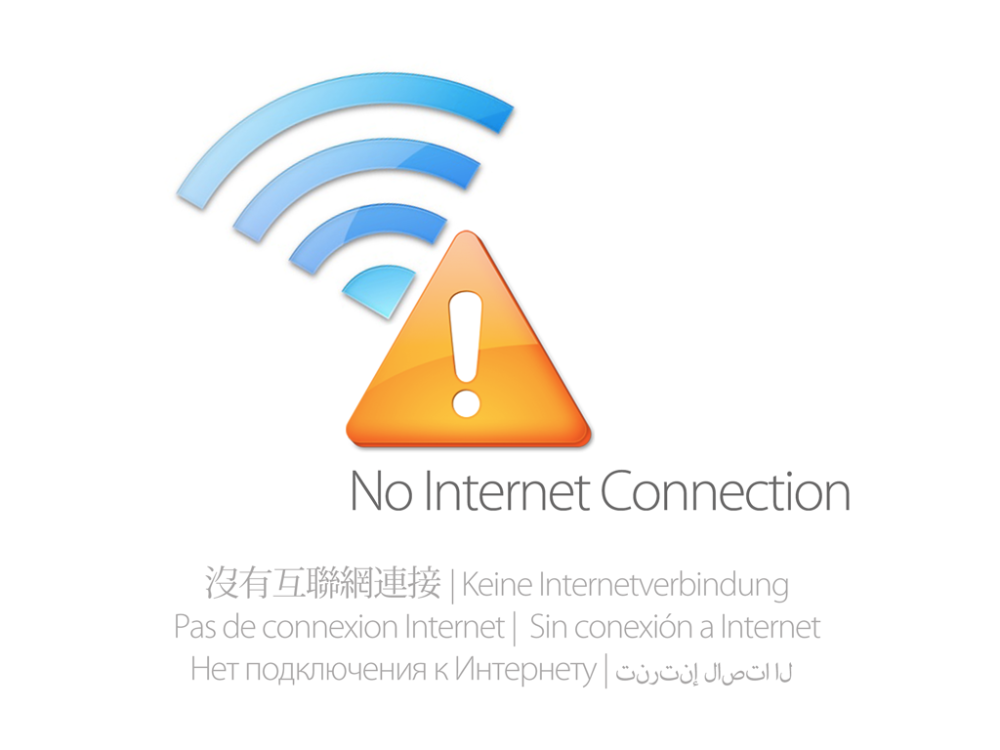 No Internet Connection
沒有互聯網連接 | Keine Internetverbindung
Pas de connexion Internet | Sin conexión a Internet
Нет подключения к Интернету | لا اتصال إنترنت